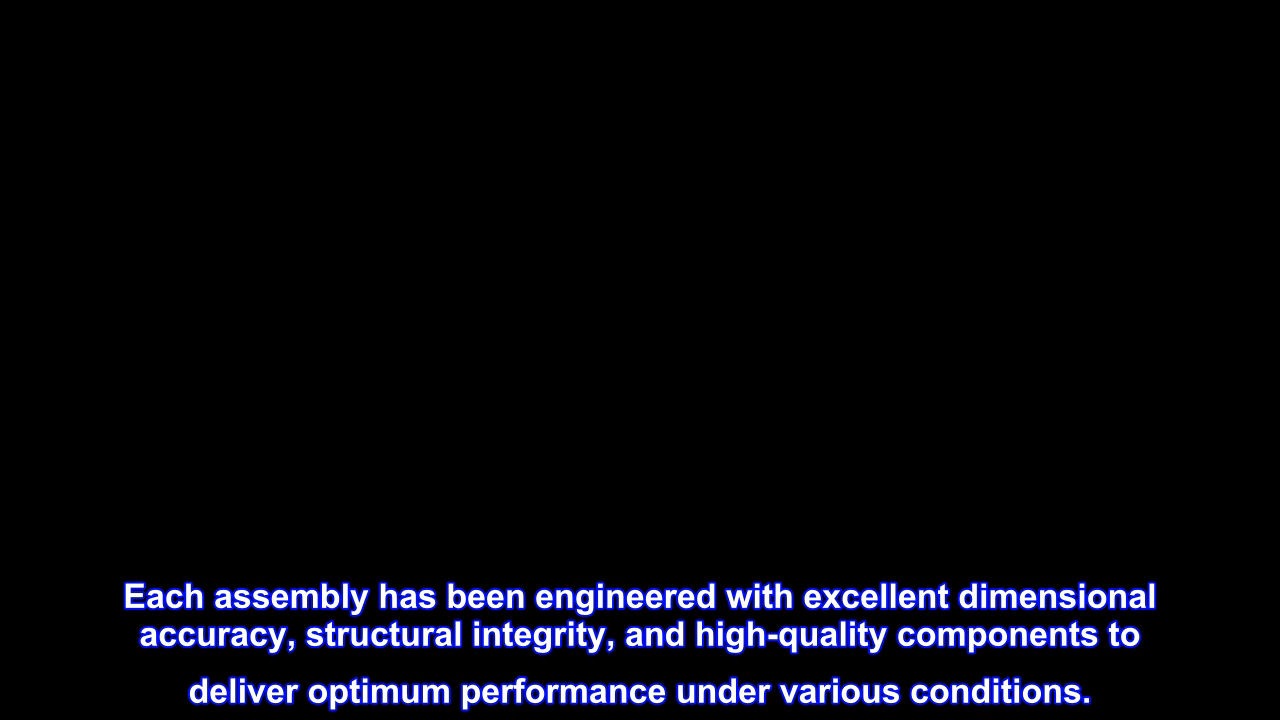 Each assembly has been engineered with excellent dimensional
accuracy, structural integrity, and high-quality components to
deliver optimum performance under various conditions.